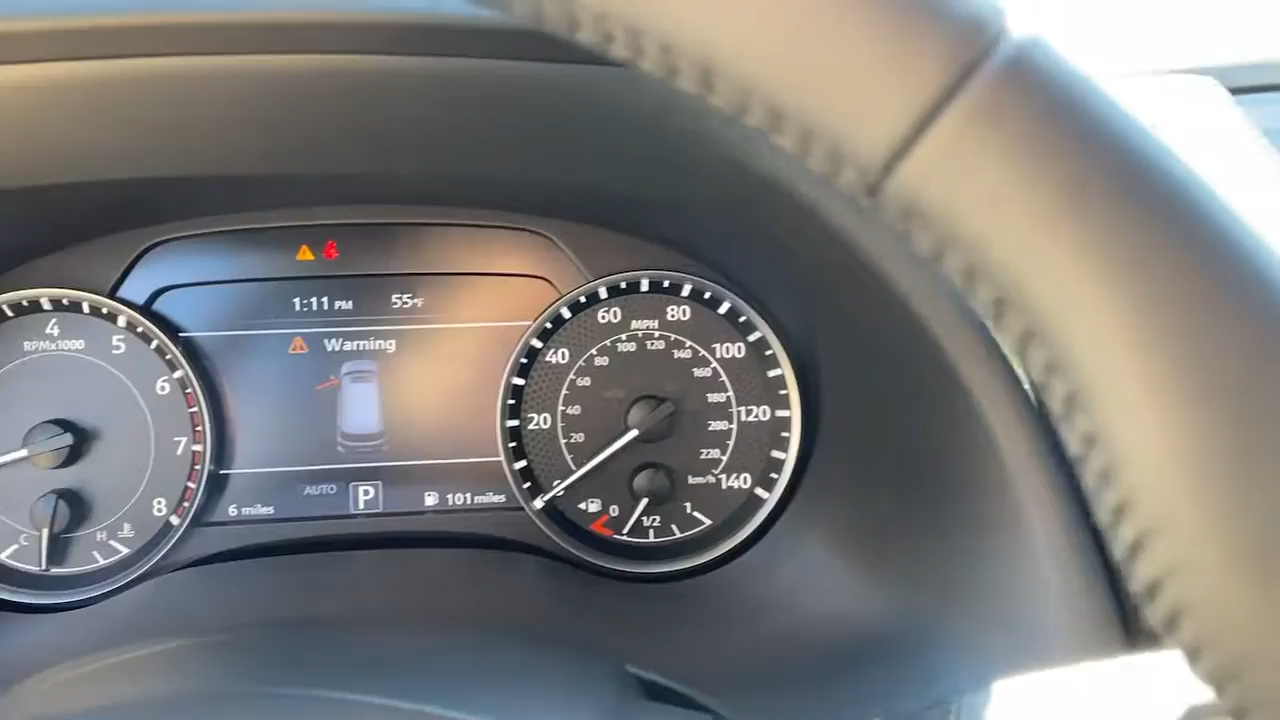 1:11 PM 55°F
Warning
6 miles
AUTO P
101 miles
4
5
6
7
8
RPMx1000
C H
20
40
60
80
100
120
140
MPH
20
40
60
80
100
120
140
160
180
200
220
km/h
0 1/2 1